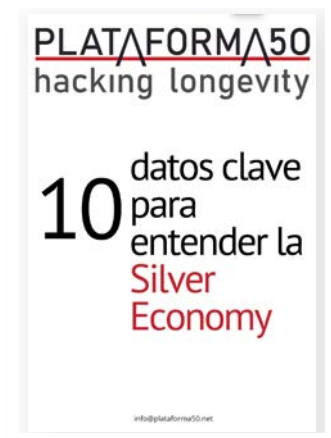 PLATAFORMA50
hacking longevity
10
datos clave
para
entender la
Silver
Economy
info@plataforma50.net